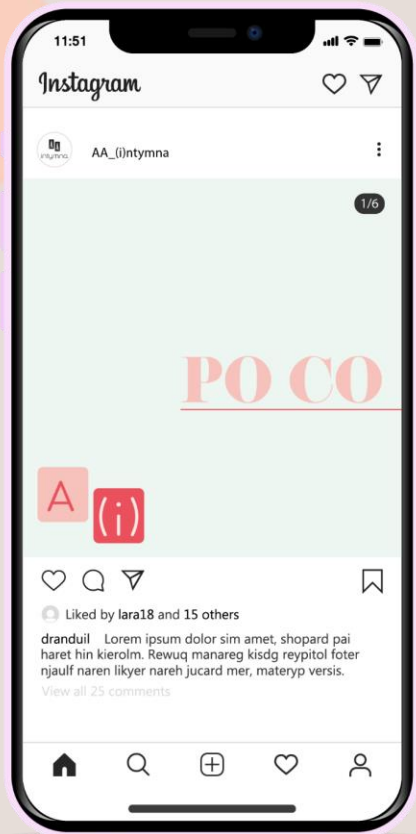 11:51
Instagram
intymna
AA_(i)ntymna
1/6
PO CO
A
(i)
Liked by lara18 and 15 others
dranduil Lorem ipsum dolor sim amet, shopard pai
haret hin kierolm. Rewuq manareg kisdg reypitol foter
njaulf naren likyer nareh jucard mer, materyp versis.
View all 25 comments